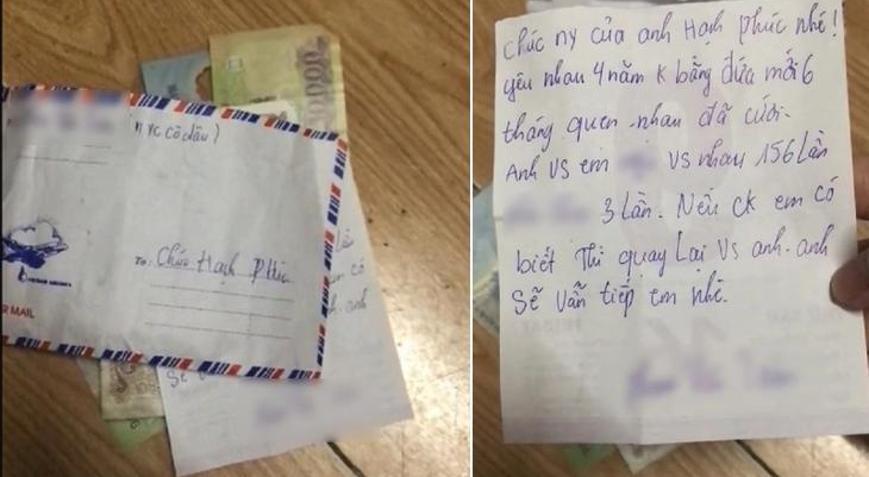 (NYC cô dâu)
To: Chúc Hạnh Phúc
R MAIL
Chúc ny của anh Hạnh phúc nhé!
yêu nhau 4 năm k bằng đứa mới 6
tháng quen nhau đã cưới.
Anh vs em vs nhau 156 lần
3 lần. Nếu ck em có
biết Thì quay Lại vs anh. anh
Sẽ vẫn tiếp em nhé.